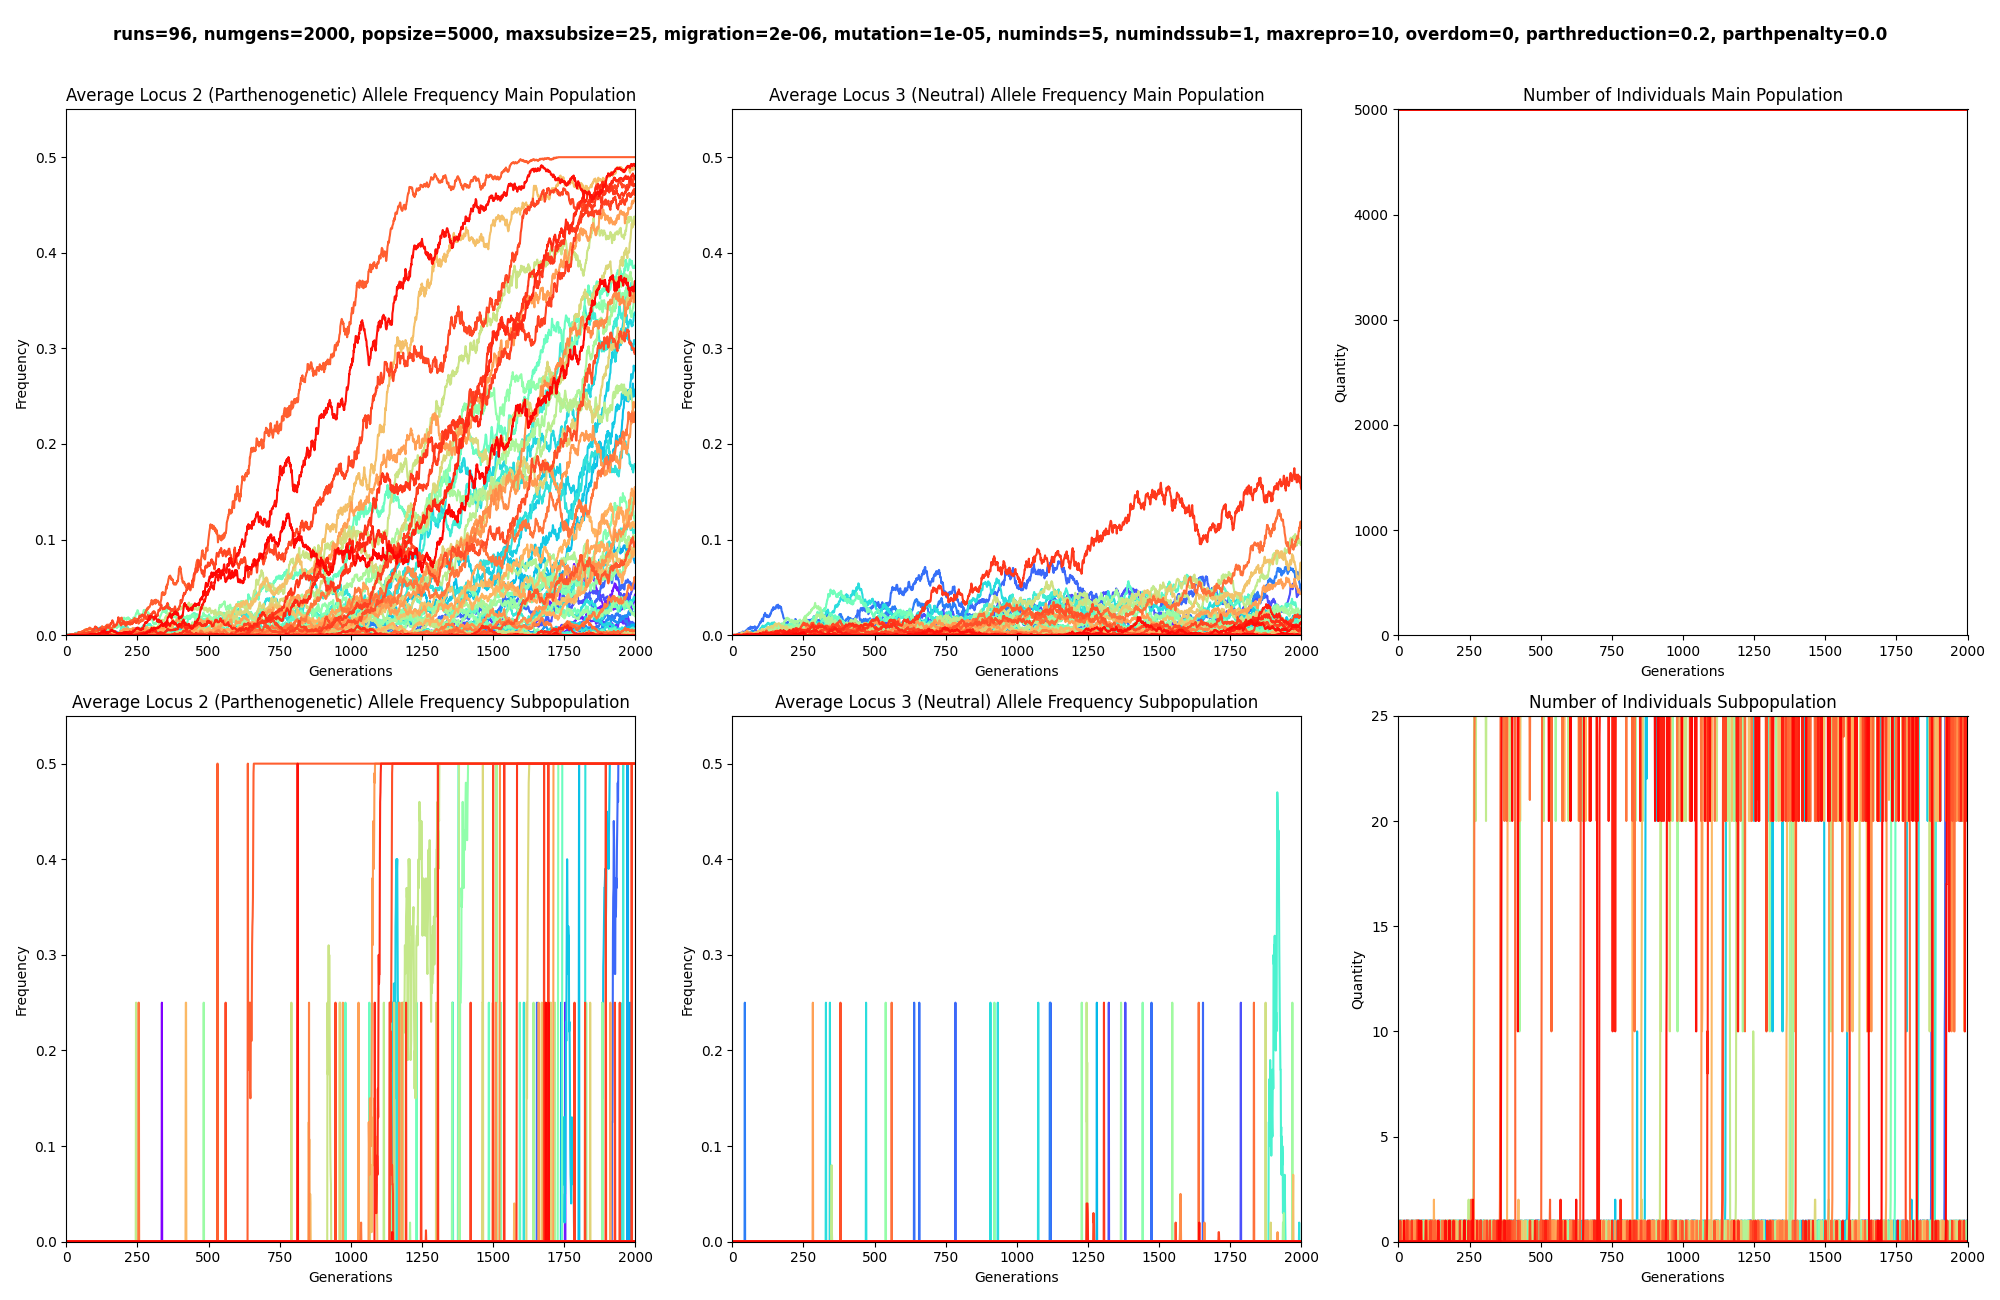 runs=96, numgens=2000, popsize=5000, maxsubsize=25, migration=2e-06, mutation=1e-05, numinds=5, numindssub=1, maxrepro=10, overdom=0, parthreduction=0.2, parthpenalty=0.0
Average Locus 2 (Parthenogenetic) Allele Frequency Main Population
Frequency
0.5
0.4
0.3
0.2
0.1
0.0
0 250 500 750 1000 1250 1500 1750 2000
Generations
Average Locus 3 (Neutral) Allele Frequency Main Population
Frequency
0.5
0.4
0.3
0.2
0.1
0.0
0 250 500 750 1000 1250 1500 1750 2000
Generations
Number of Individuals Main Population
Quantity
5000
4000
3000
2000
1000
0
0 250 500 750 1000 1250 1500 1750 2000
Generations
Average Locus 2 (Parthenogenetic) Allele Frequency Subpopulation
Frequency
0.5
0.4
0.3
0.2
0.1
0.0
0 250 500 750 1000 1250 1500 1750 2000
Generations
Average Locus 3 (Neutral) Allele Frequency Subpopulation
Frequency
0.5
0.4
0.3
0.2
0.1
0.0
0 250 500 750 1000 1250 1500 1750 2000
Generations
Number of Individuals Subpopulation
Quantity
25
20
15
10
5
0
0 250 500 750 1000 1250 1500 1750 2000
Generations